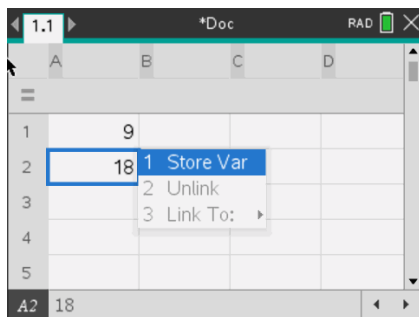 1.1 *Doc RAD
A B C D
=
1 9
2 18 1 Store Var
2 Unlink
3 3 Link To:
4
5
A2 18